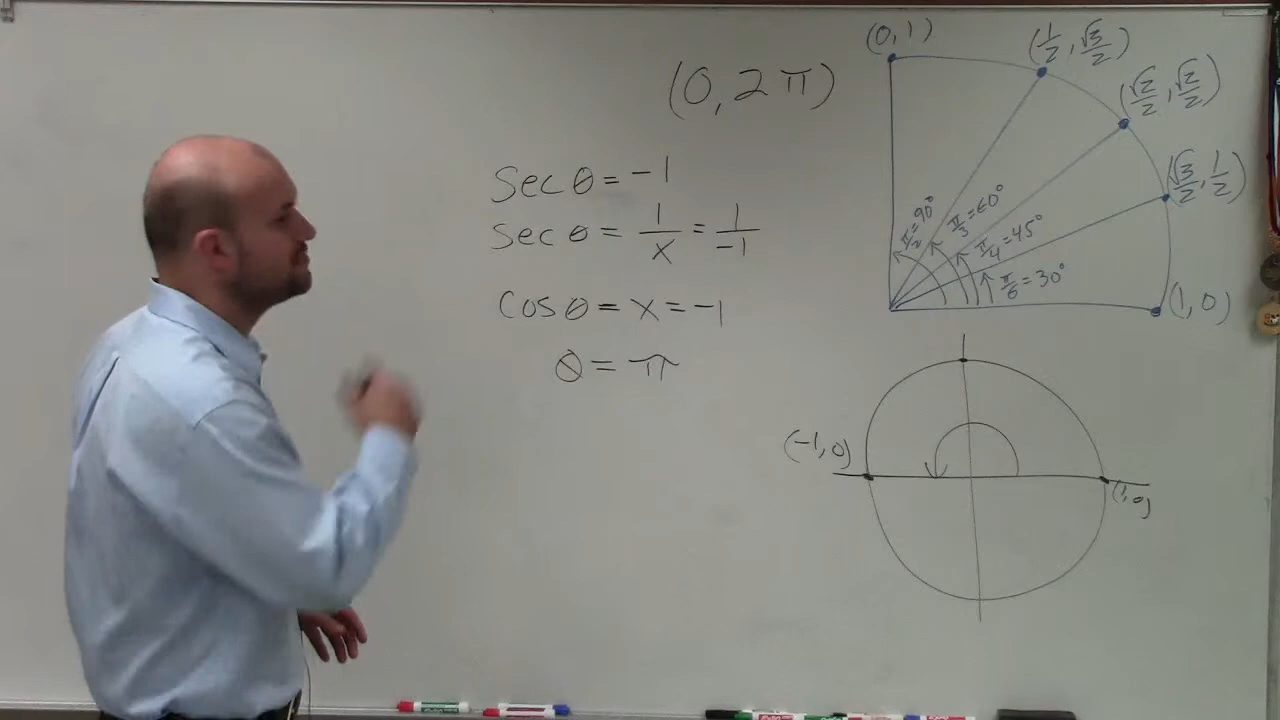 (0, 2π)
sec θ = -1
sec θ = 1/x = 1/-1
cos θ = x = -1
θ = π
(0, 1)
(1/2, √3/2)
(√2/2, √2/2)
(√3/2, 1/2)
(1, 0)
π/2 = 90°
π/3 = 60°
π/4 = 45°
π/6 = 30°
(-1, 0)
(1, 0)